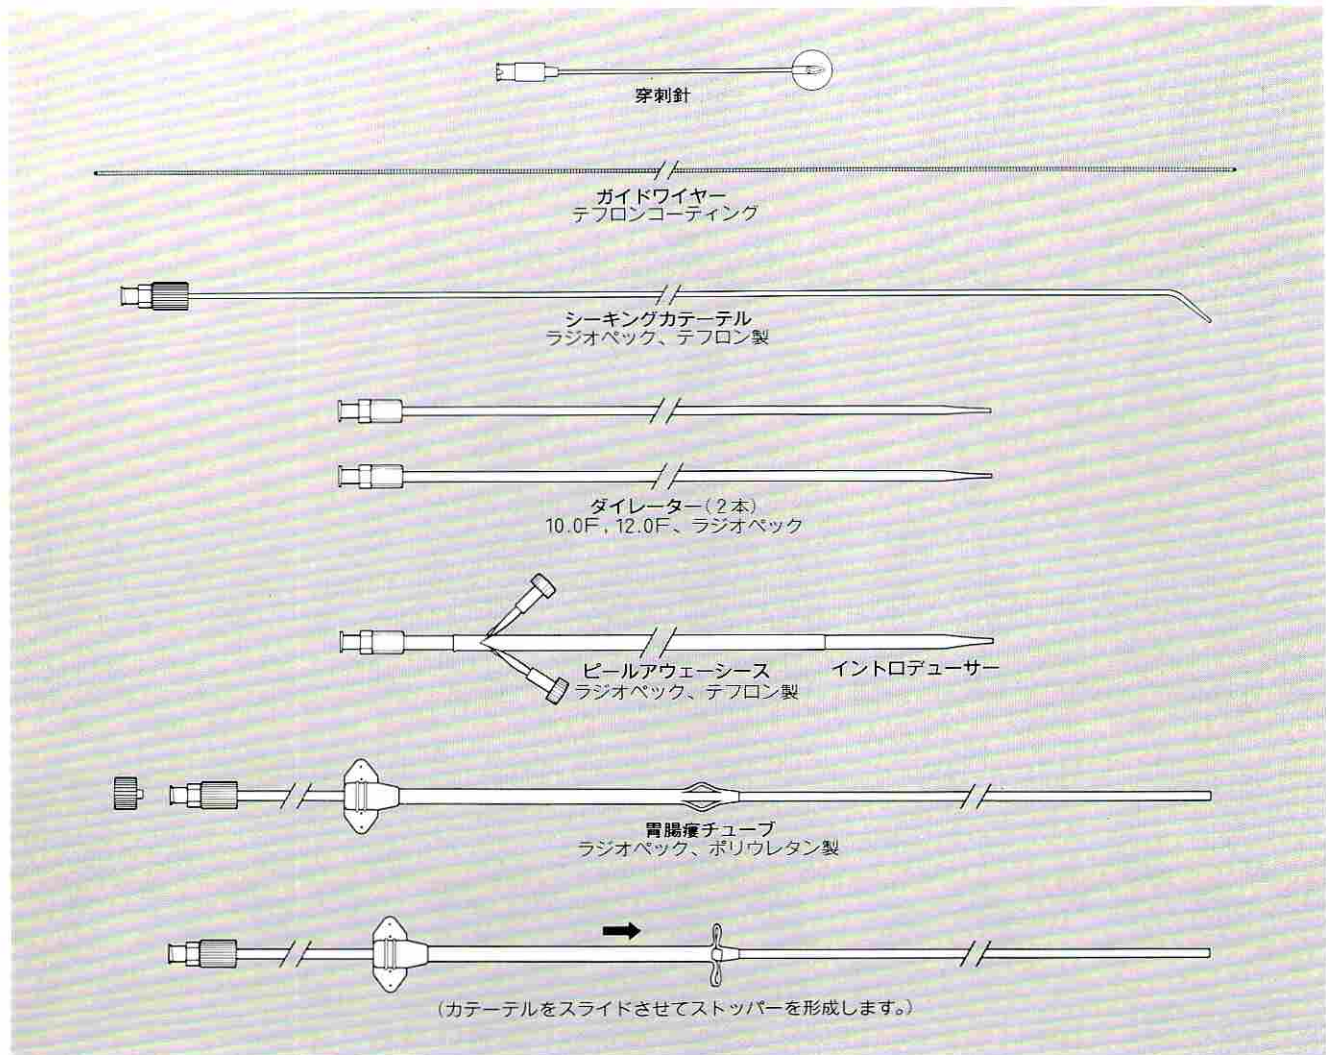 穿刺針
ガイドワイヤー
テフロンコーティング
シーキングカテーテル
ラジオペック、テフロン製
ダイレーター(2本)
10.0F, 12.0F、ラジオペック
ピールアウェーシース
ラジオペック、テフロン製
イントロデューサー
胃腸瘻チューブ
ラジオペック、ポリウレタン製
(カテーテルをスライドさせてストッパーを形成します。)